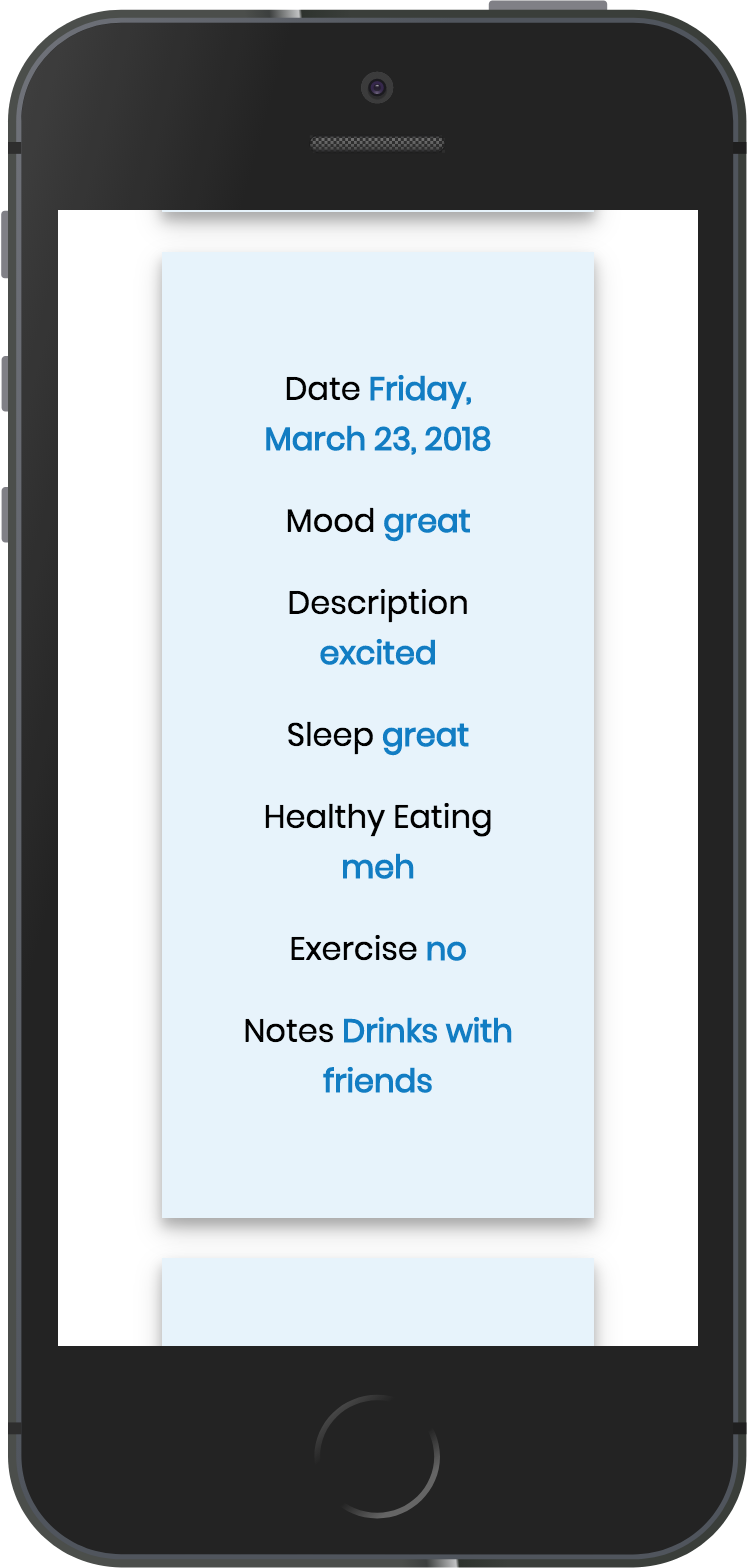 Date Friday,
March 23, 2018
Mood great
Description
excited
Sleep great
Healthy Eating
meh
Exercise no
Notes Drinks with
friends